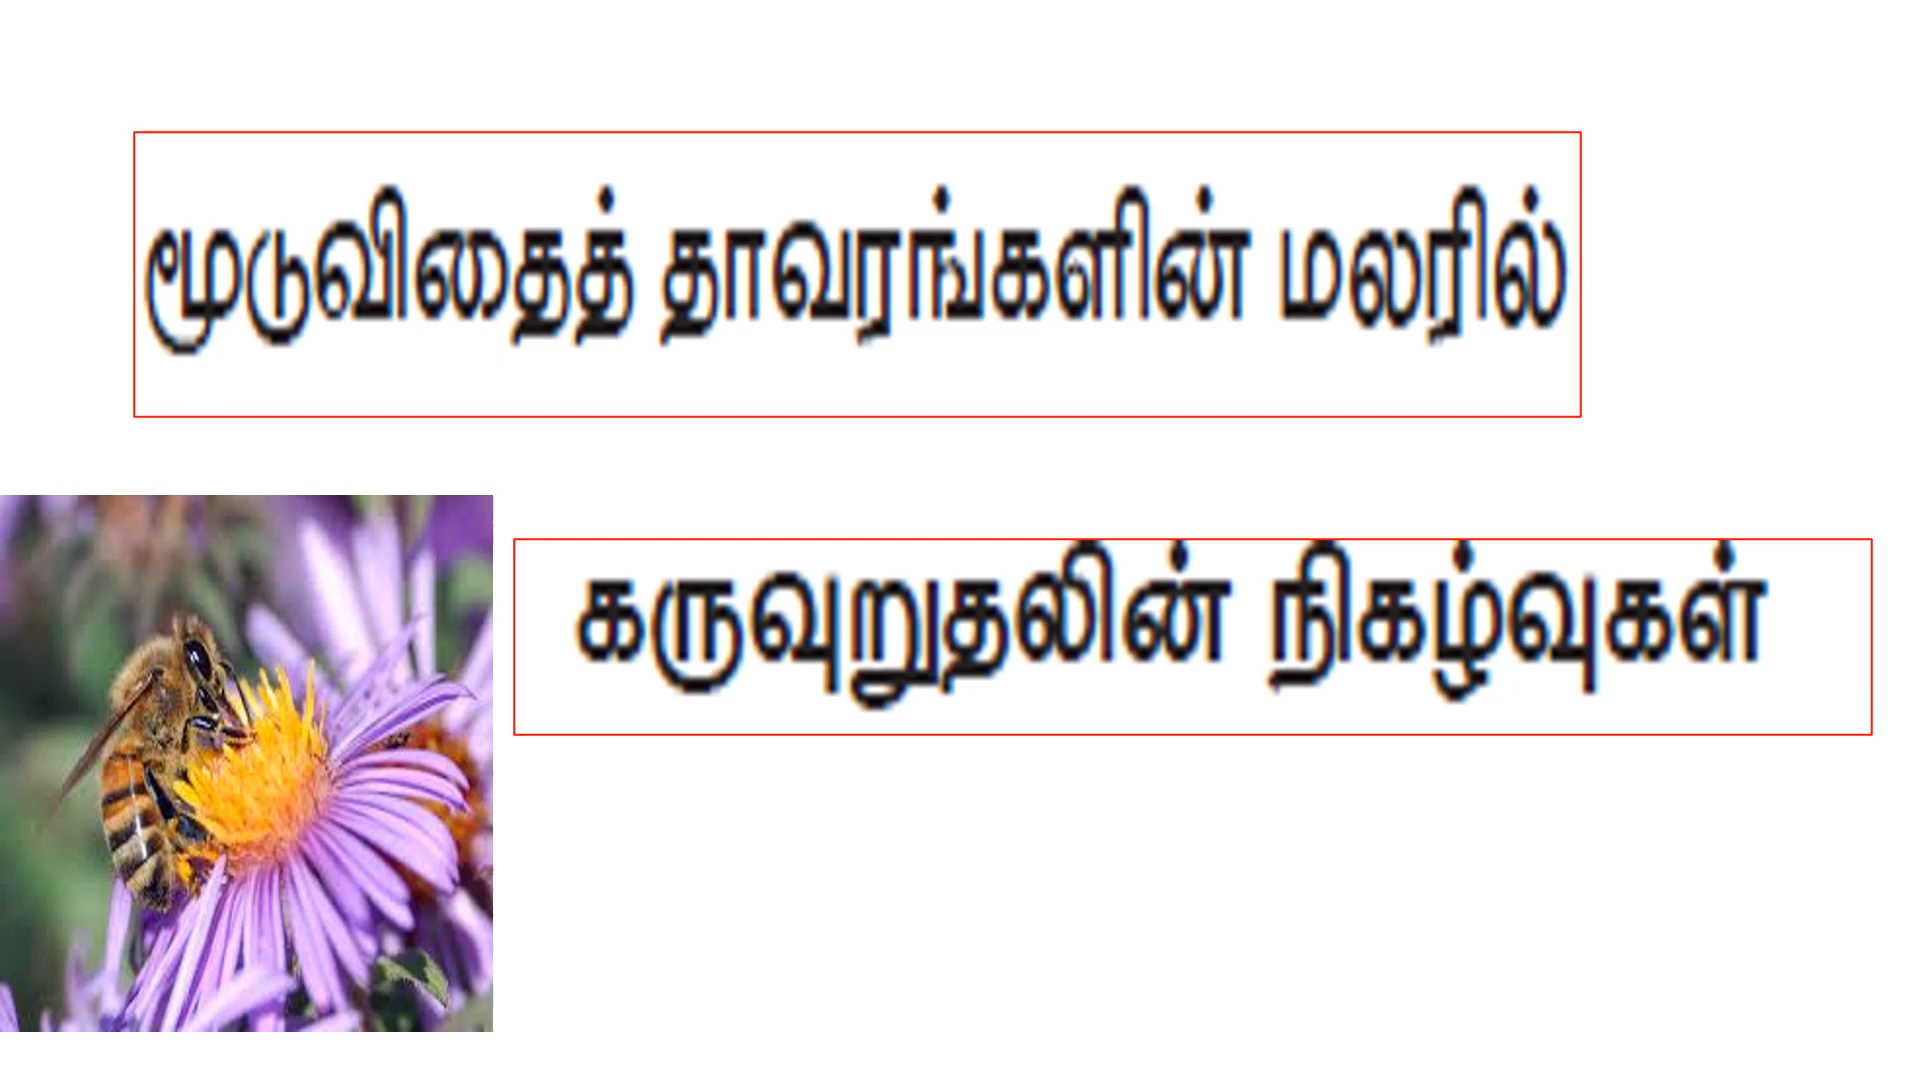 மூடுவிதைத் தாவரங்களின் மலரில்
கருவுறுதலின் நிகழ்வுகள்